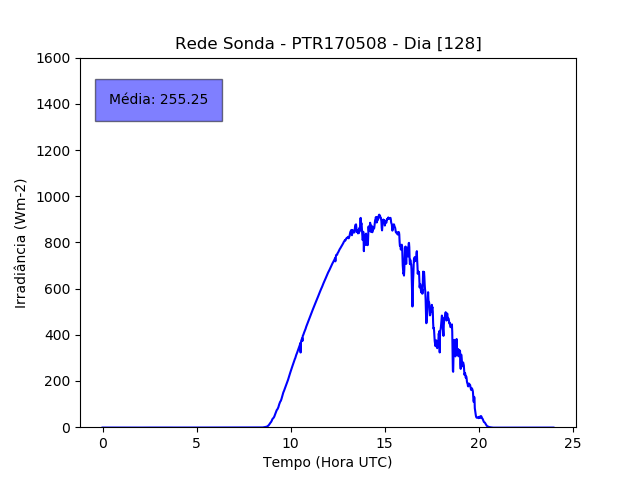 Rede Sonda - PTR170508 - Dia [128]
1600
1400
1200
1000
800
600
400
200
0
Irradiância (Wm-2)
Média: 255.25
0 5 10 15 20 25
Tempo (Hora UTC)